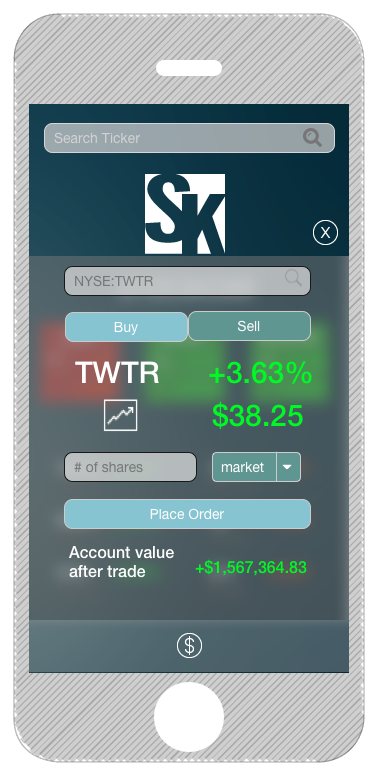 Search Ticker
SK
X
NYSE:TWTR
Buy Sell
TWTR +3.63%
$38.25
# of shares market
Place Order
Account value
after trade +$1,567,364.83
$